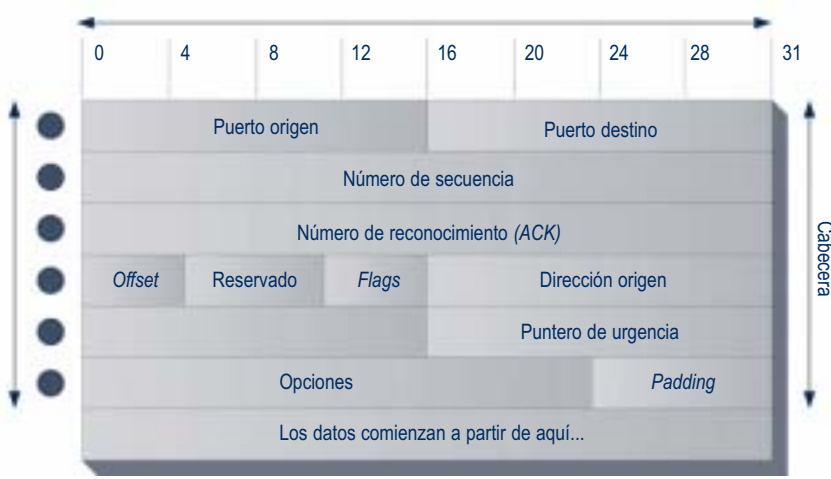 0 4 8 12 16 20 24 28 31
Puerto origen Puerto destino
Número de secuencia
Número de reconocimiento (ACK)
Offset Reservado Flags Dirección origen
Puntero de urgencia
Opciones Padding
Los datos comienzan a partir de aquí...
Cabecera